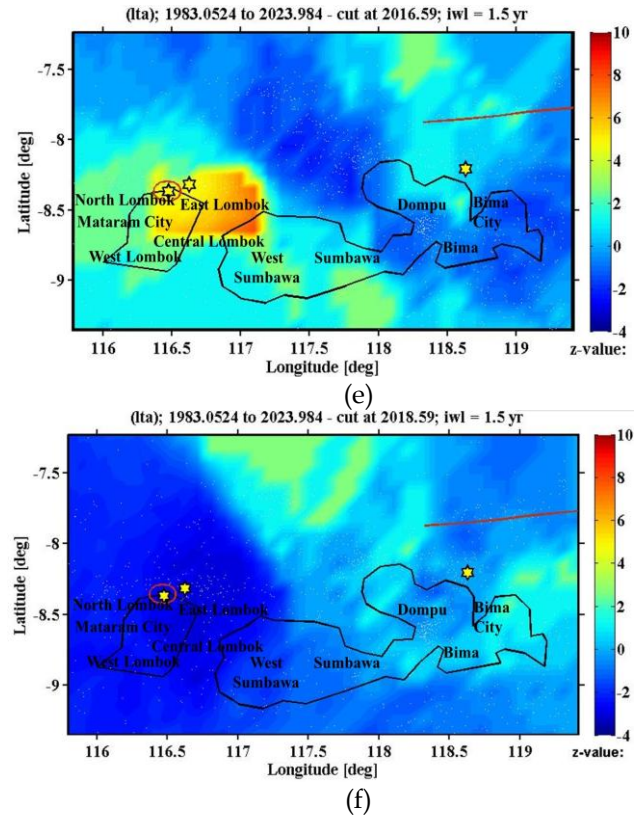 (lta); 1983.0524 to 2023.984 - cut at 2016.59; iwl = 1.5 yr
10
-7.5
8
-8
6
North Lombok East Lombok Dompu Bima
-8.5
4
Mataram City City
Central Lombok
2
West Lombok West Sumbawa Bima
-9
Sumbawa
0
-2
-4
116 116.5 117 117.5 118 118.5 119
z-value:
Longitude [deg]
Latitude [deg]
(e)
(lta); 1983.0524 to 2023.984 - cut at 2018.59; iwl = 1.5 yr
10
-7.5
8
-8
6
North Lombok East Lombok Dompu Bima
-8.5
4
Mataram City City
Central Lombok
2
West Lombok West Sumbawa Bima
-9
Sumbawa
0
-2
-4
116 116.5 117 117.5 118 118.5 119
z-value:
Longitude [deg]
Latitude [deg]
(f)